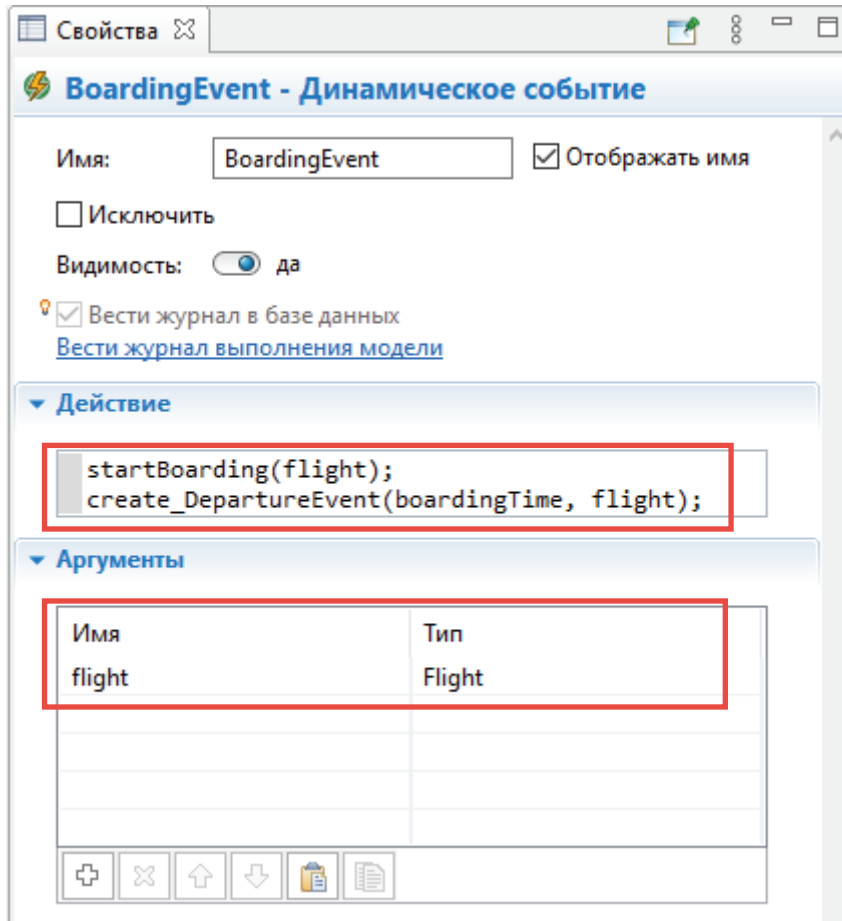 Свойства
BoardingEvent - Динамическое событие
Имя: BoardingEvent Отображать имя
Исключить
Видимость: да
Вести журнал в базе данных
Вести журнал выполнения модели
Действие
startBoarding(flight);
create_DepartureEvent(boardingTime, flight);
Аргументы
Имя Тип
flight Flight